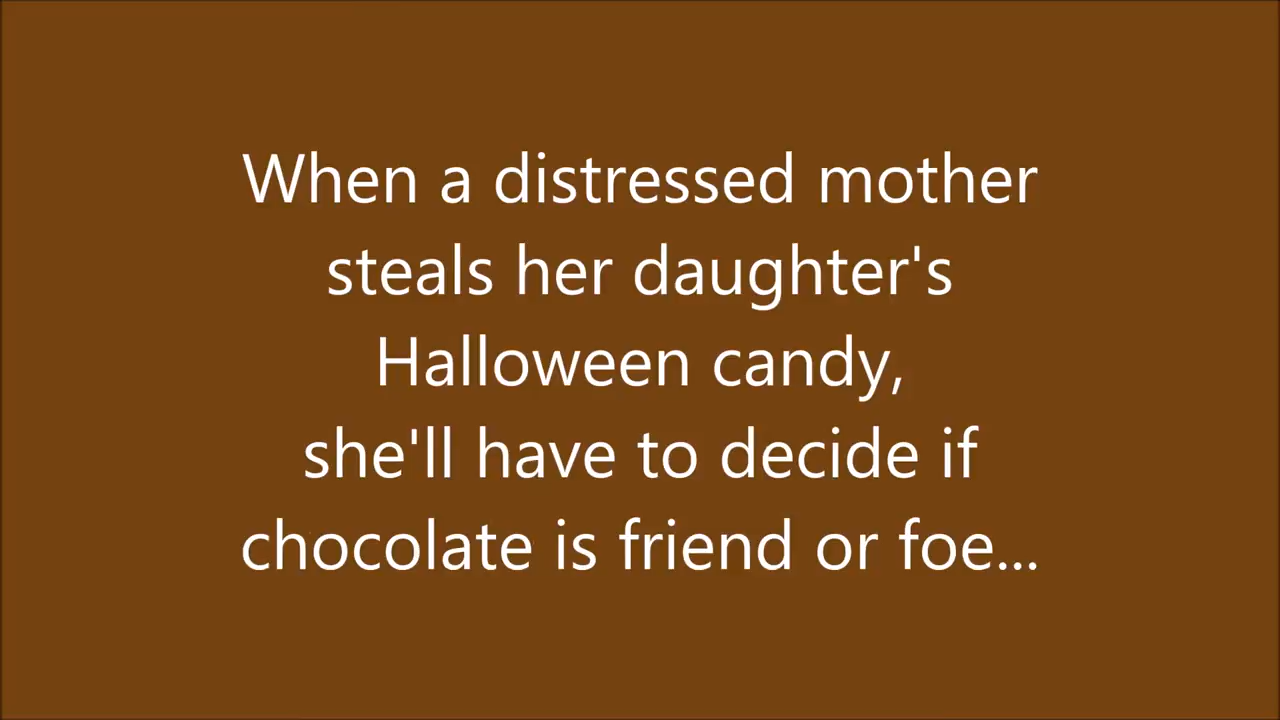 When a distressed mother
steals her daughter's
Halloween candy,
she'll have to decide if
chocolate is friend or foe...